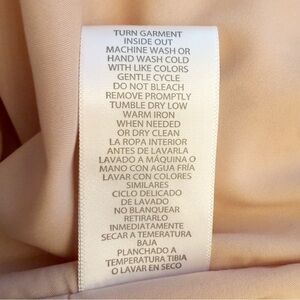 TURN GARMENT
INSIDE OUT
MACHINE WASH OR
HAND WASH COLD
WITH LIKE COLORS
GENTLE CYCLE
DO NOT BLEACH
REMOVE PROMPTLY
TUMBLE DRY LOW
WARM IRON
WHEN NEEDED
OR DRY CLEAN
LA ROPA INTERIOR
ANTES DE LAVARLA
LAVADO A MÁQUINA O
MANO CON AGUA FRÍA
LAVAR CON COLORES
SIMILARES
CICLO DELICADO
DE LAVADO
NO BLANQUEAR
RETIRARLO
INMEDIATAMENTE
SECAR A TEMERATURA
BAJA
PLANCHADO A
TEMPERATURA TIBIA
O LAVAR EN SECO